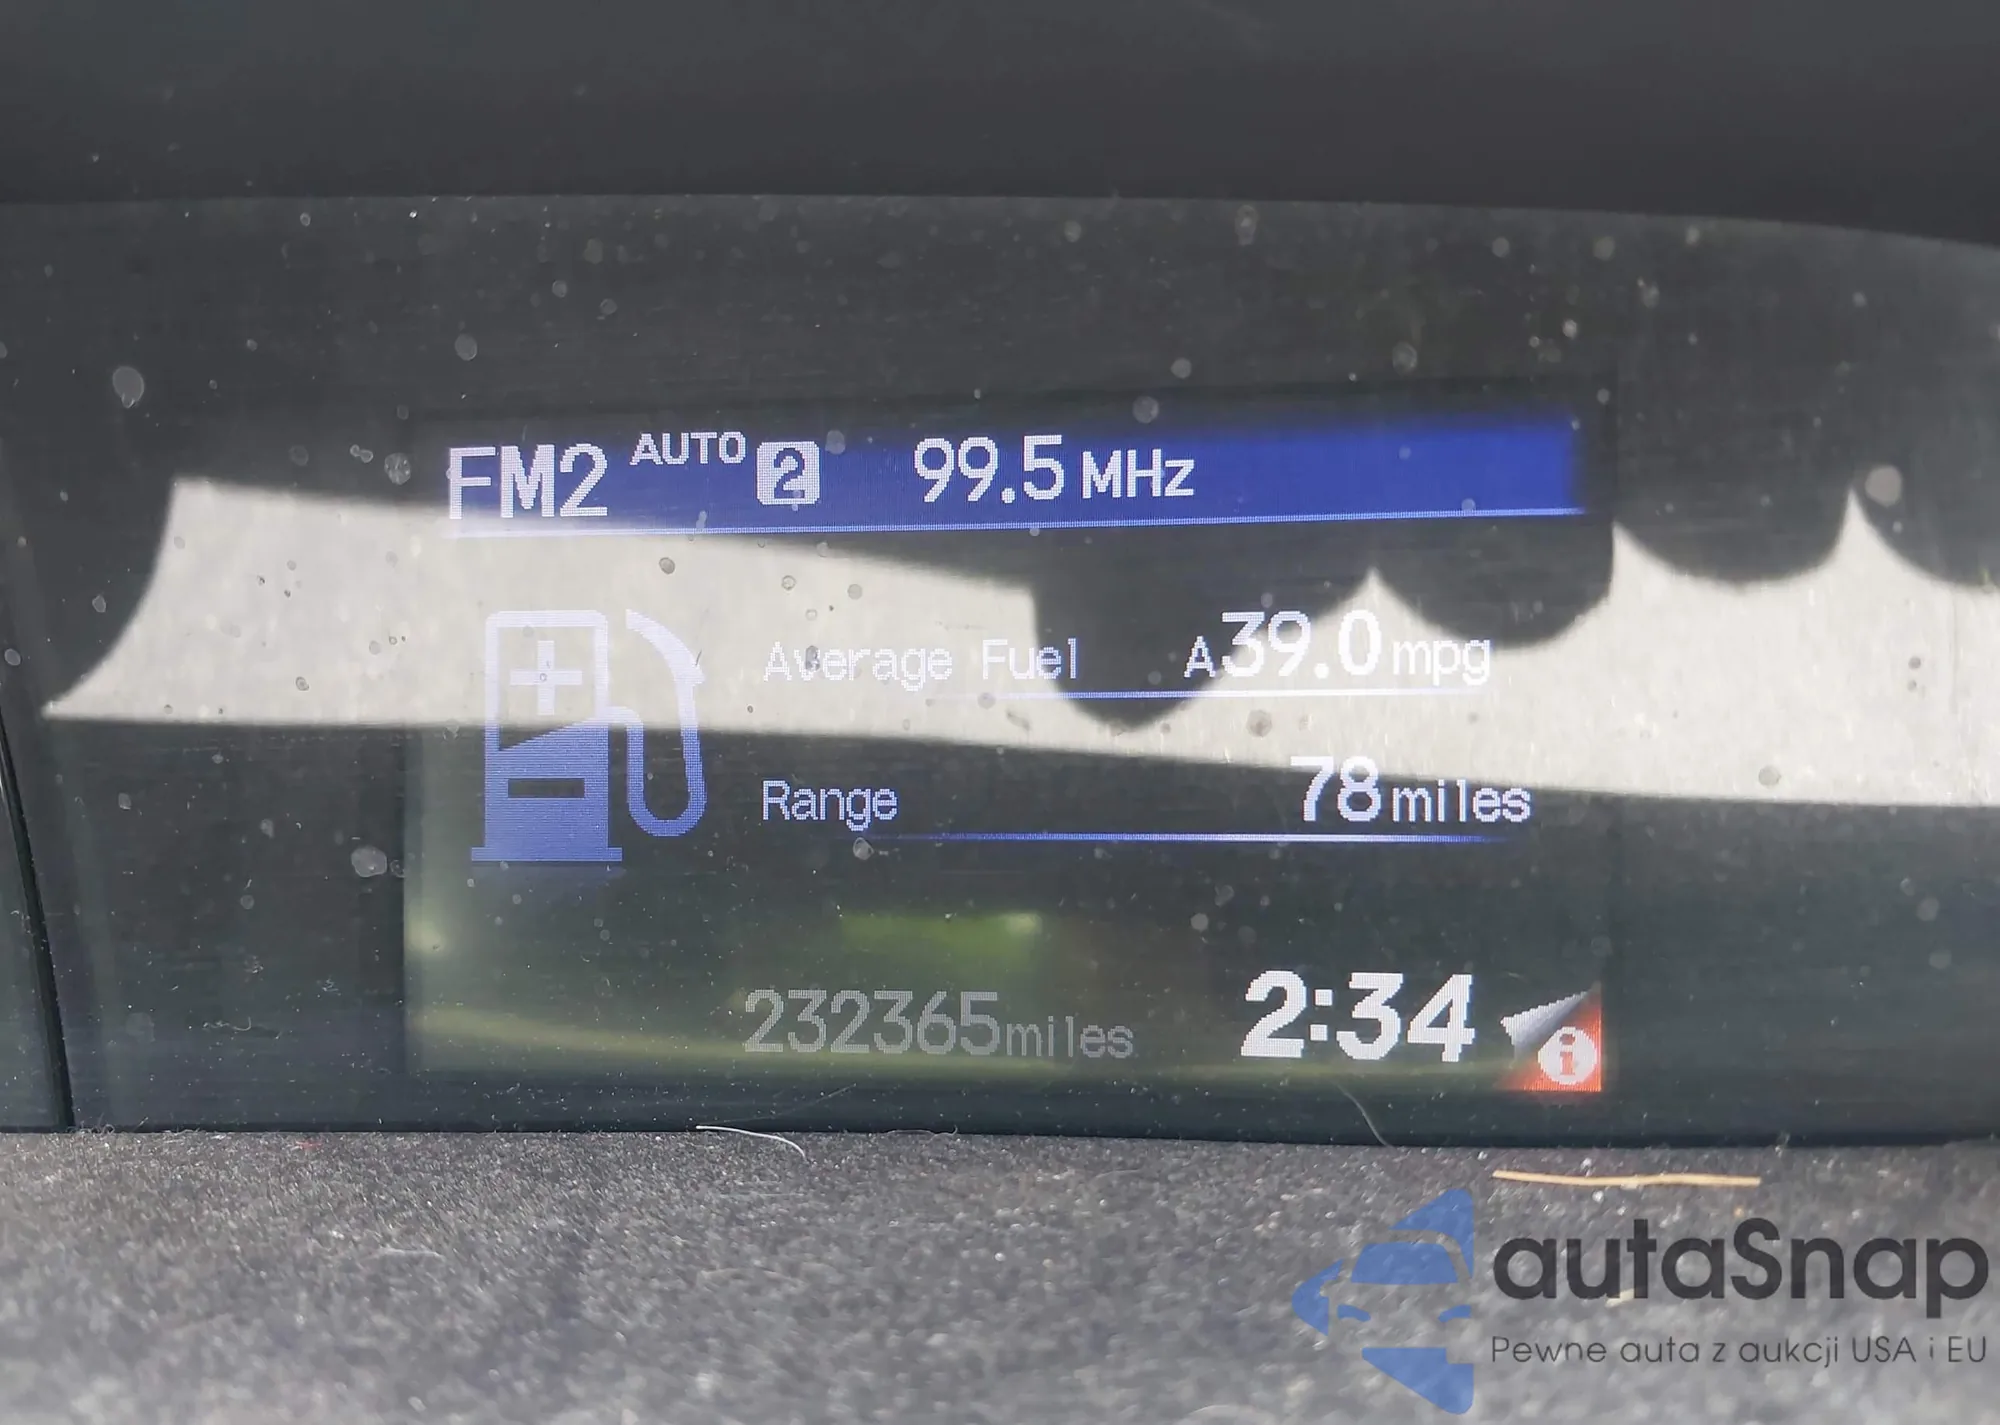 FM2 AUTO 2 99.5 MHz
Average Fuel A39.0mpg
Range 78miles
232365miles 2:34 i
autaSnap
Pewne auta z aukcji USA i EU